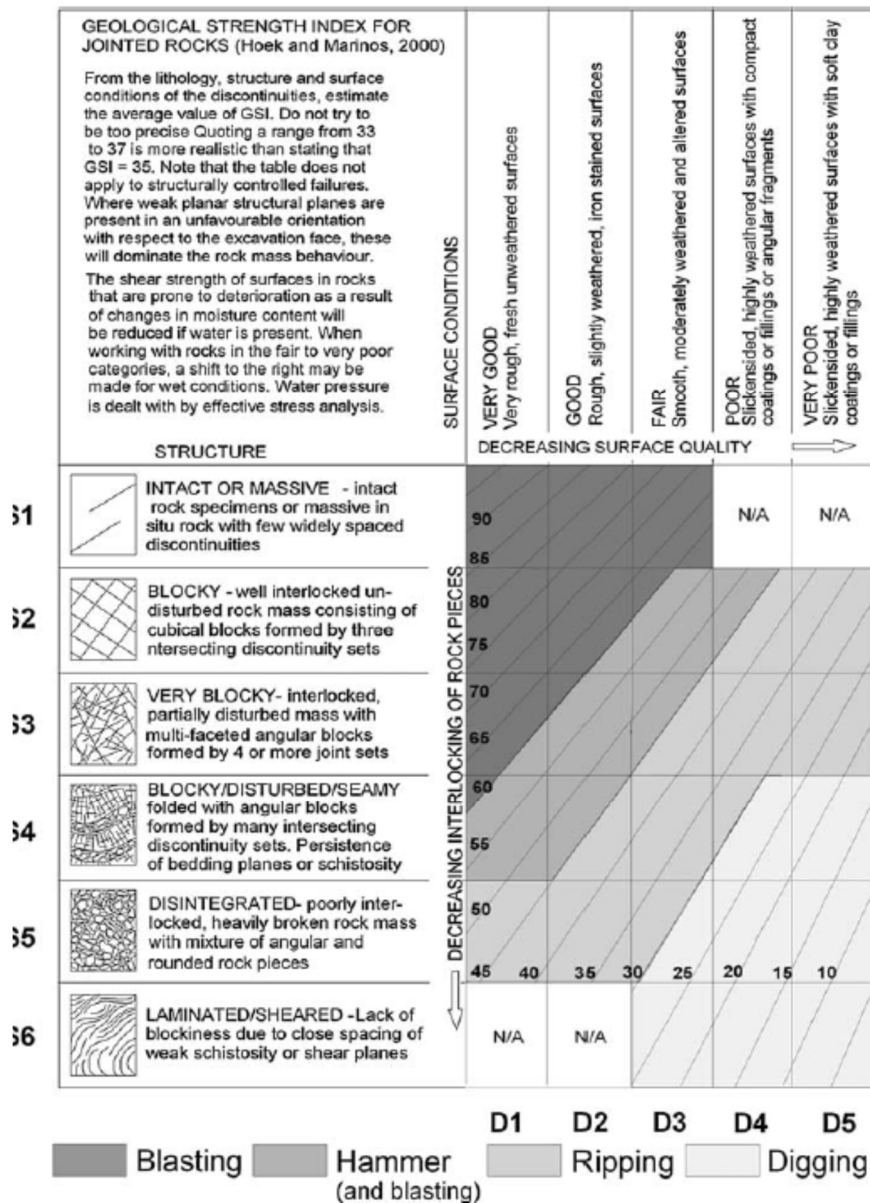 GEOLOGICAL STRENGTH INDEX FOR
JOINTED ROCKS (Hoek and Marinos, 2000)
From the lithology, structure and surface
conditions of the discontinuities, estimate
the average value of GSI. Do not try to
be too precise Quoting a range from 33
to 37 is more realistic than stating that
GSI = 35. Note that the table does not
apply to structurally controlled failures.
Where weak planar structural planes are
present in an unfavourable orientation
with respect to the excavation face, these
will dominate the rock mass behaviour.
The shear strength of surfaces in rocks
that are prone to deterioration as a result
of changes in moisture content will
be reduced if water is present. When
working with rocks in the fair to very poor
categories, a shift to the right may be
made for wet conditions. Water pressure
is dealt with by effective stress analysis.
STRUCTURE
SURFACE CONDITIONS
VERY GOOD
Very rough, fresh unweathered surfaces
GOOD
Rough, slightly weathered, iron stained surfaces
FAIR
Smooth, moderately weathered and altered surfaces
POOR
Slickensided, highly weathered surfaces with compact
coatings or fillings or angular fragments
VERY POOR
Slickensided, highly weathered surfaces with soft clay
coatings or fillings
DECREASING SURFACE QUALITY
DECREASING INTERLOCKING OF ROCK PIECES
S1
INTACT OR MASSIVE - intact
rock specimens or massive in
situ rock with few widely spaced
discontinuities
90
85
N/A
N/A
S2
BLOCKY - well interlocked un-
disturbed rock mass consisting of
cubical blocks formed by three
ntersecting discontinuity sets
80
75
S3
VERY BLOCKY- interlocked,
partially disturbed mass with
multi-faceted angular blocks
formed by 4 or more joint sets
70
65
S4
BLOCKY/DISTURBED/SEAMY
folded with angular blocks
formed by many intersecting
discontinuity sets. Persistence
of bedding planes or schistosity
60
55
S5
DISINTEGRATED- poorly inter-
locked, heavily broken rock mass
with mixture of angular and
rounded rock pieces
50
45 40 35 30 25 20 15 10
S6
LAMINATED/SHEARED -Lack of
blockiness due to close spacing of
weak schistosity or shear planes
N/A
N/A
D1 D2 D3 D4 D5
Blasting Hammer Ripping Digging
(and blasting)